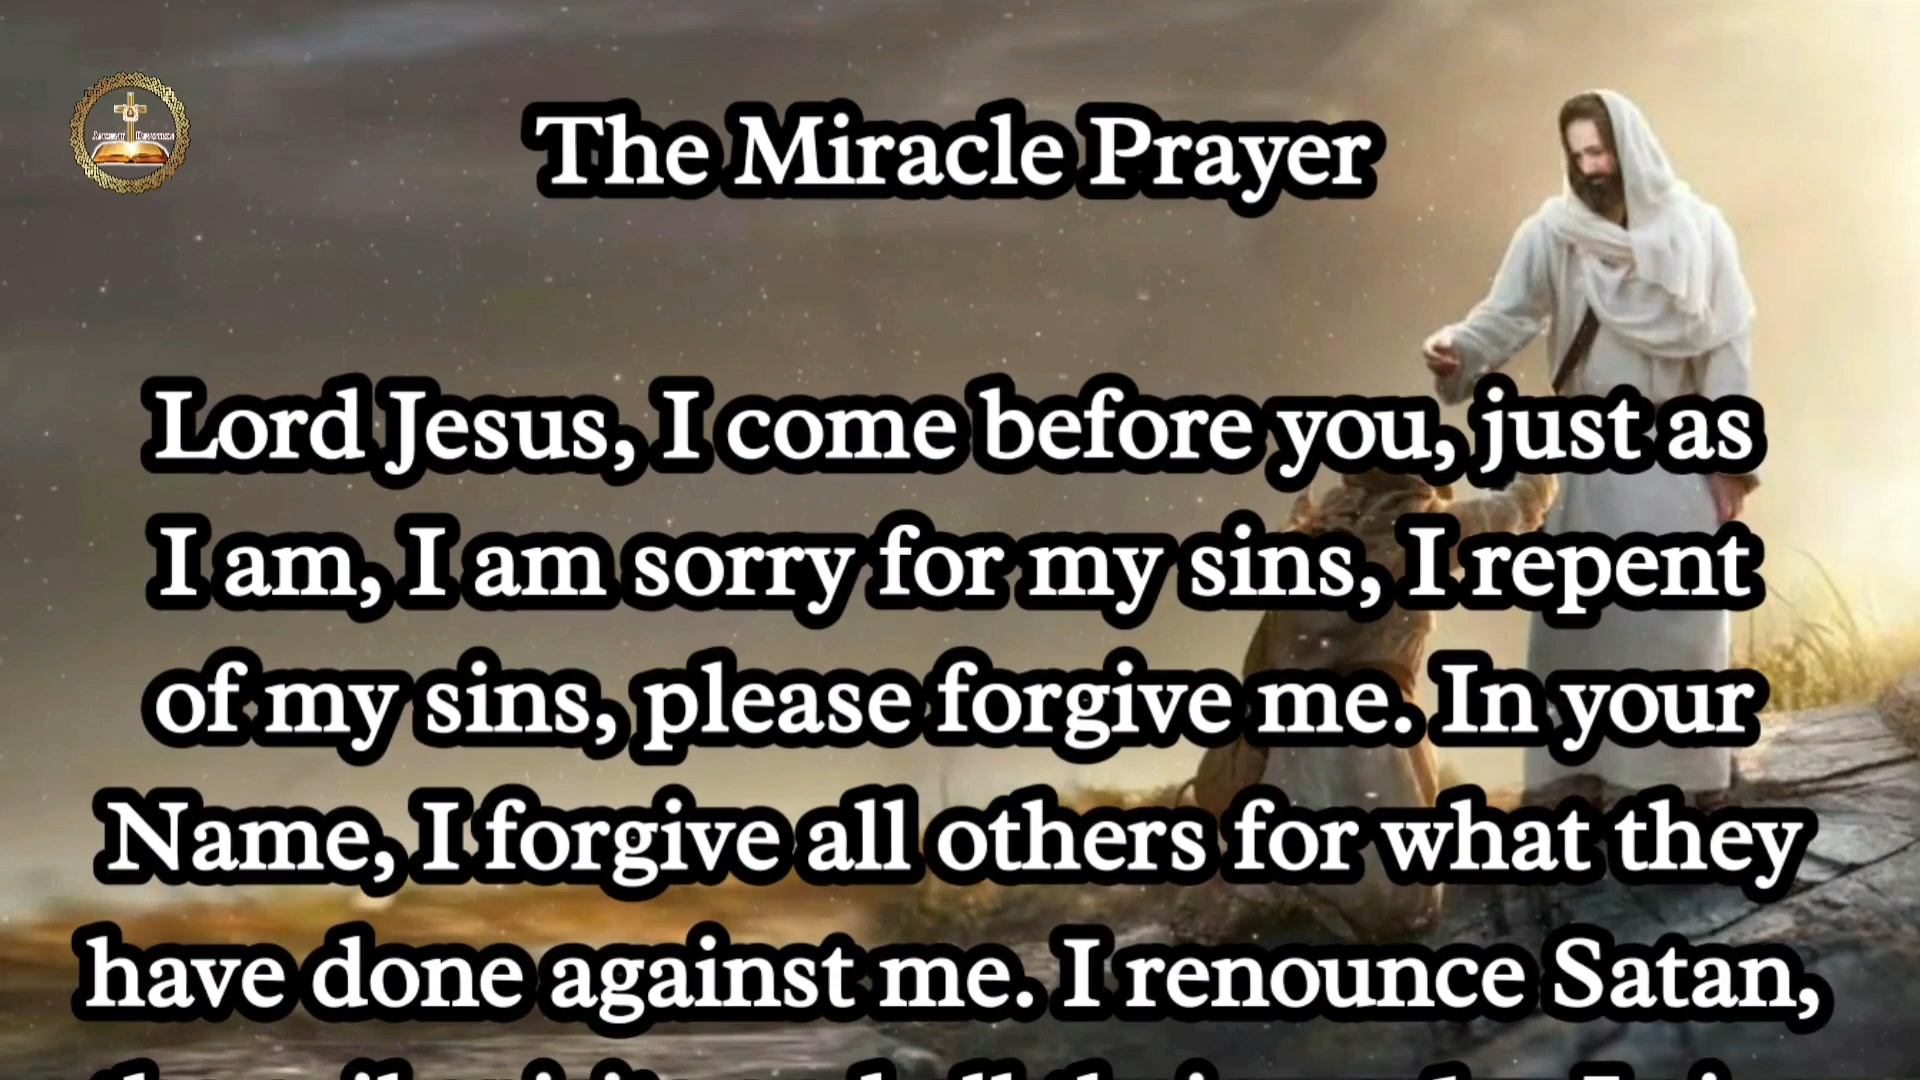 The Miracle Prayer
Lord Jesus, I come before you, just as
I am, I am sorry for my sins, I repent
of my sins, please forgive me. In your
Name, I forgive all others for what they
have done against me. I renounce Satan,